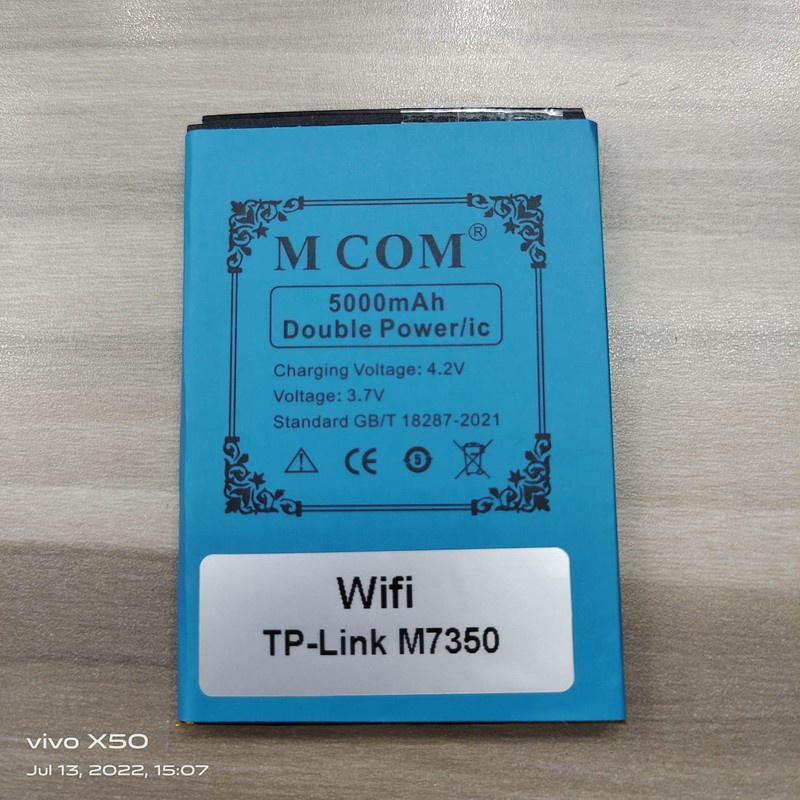 M COM®
5000mAh
Double Power/ic
Charging Voltage: 4.2V
Voltage: 3.7V
Standard GB/T 18287-2021
CE 5
Wifi
TP-Link M7350
vivo X50
Jul 13, 2022, 15:07